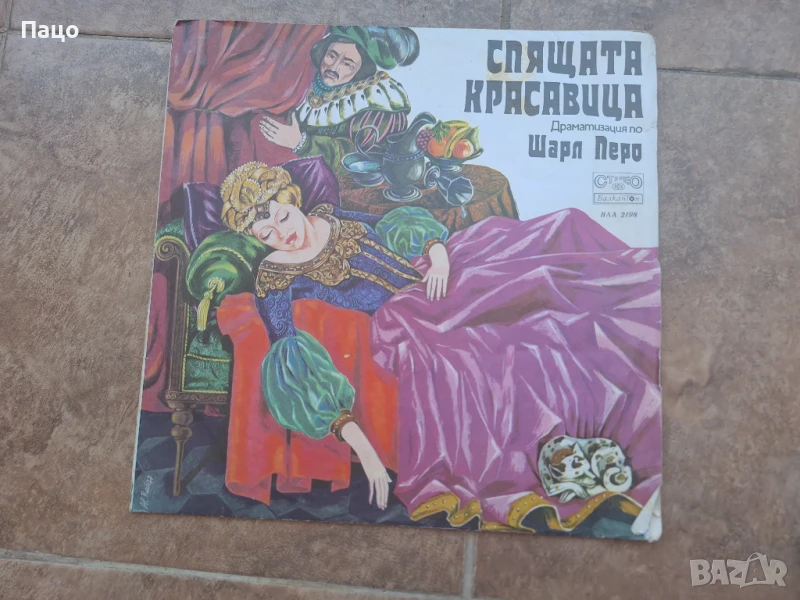 Пацо
СПЯЩАТА
КРАСАВИЦА
Драматизация по
Шарл Перо
СТЕРЕО
Балкантон
ВАА 2198
BAZAR